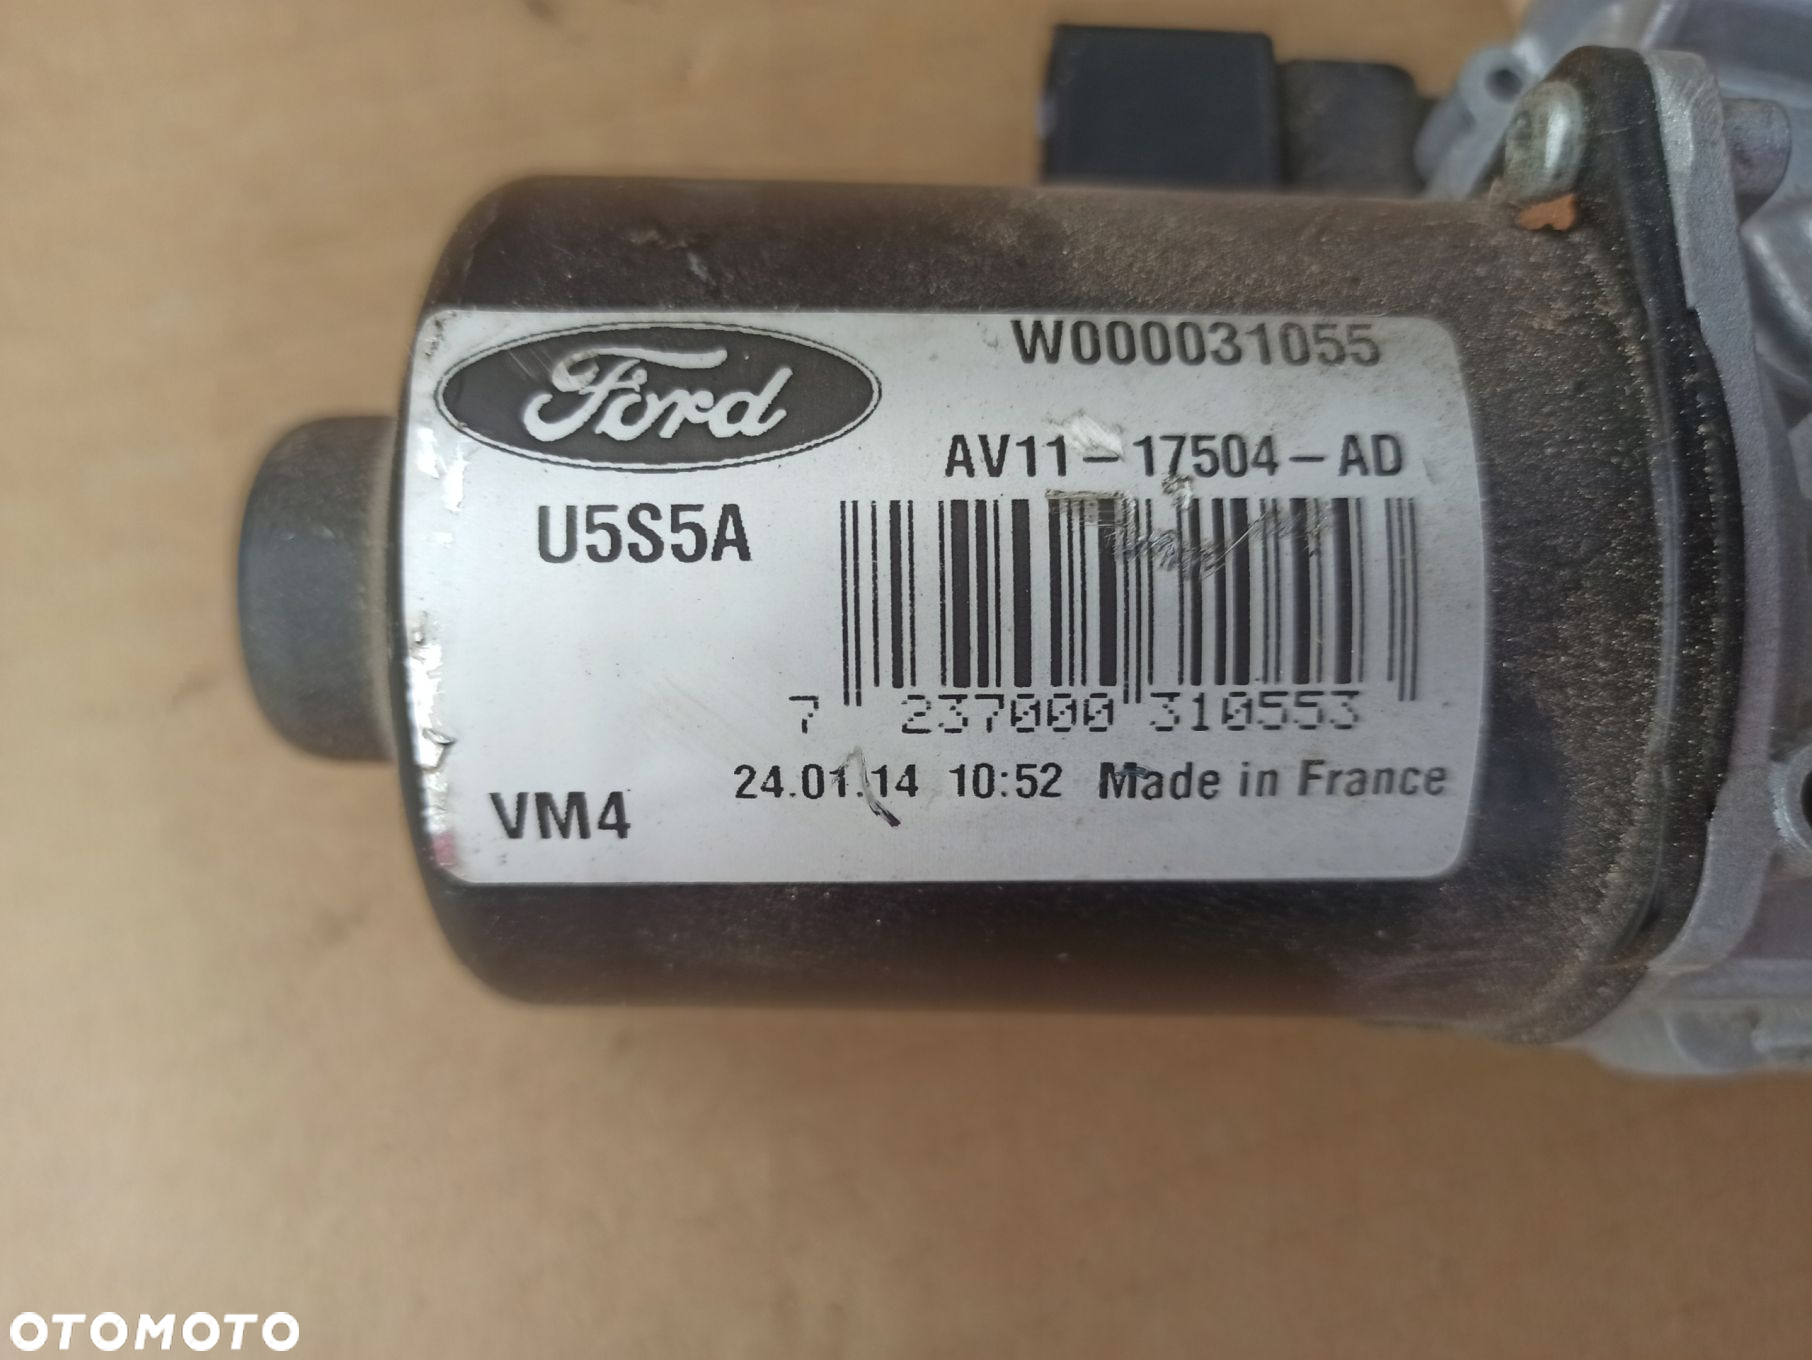 Ford
W000031055
AV11-17504-AD
U5S5A
7 237000 310553
24.01.14 10:52 Made in France
VM4
OTOMOTO